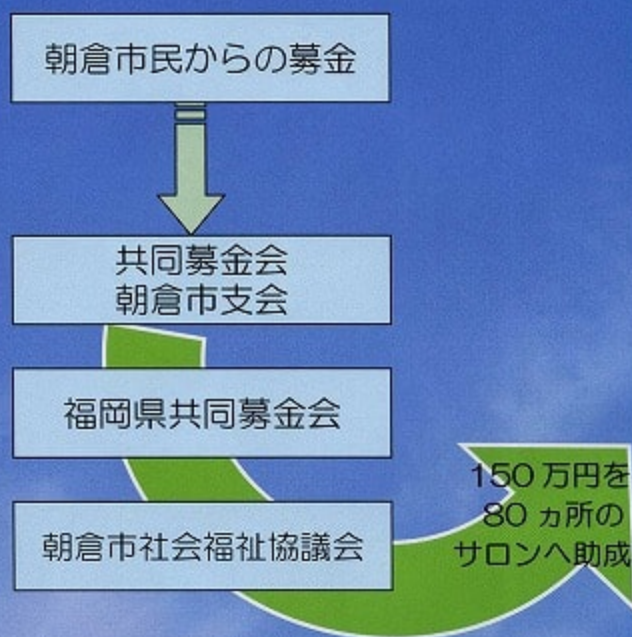 朝倉市民からの募金
共同募金会
朝倉市支会
福岡県共同募金会
朝倉市社会福祉協議会
150万円を
80ヵ所の
サロンへ助成